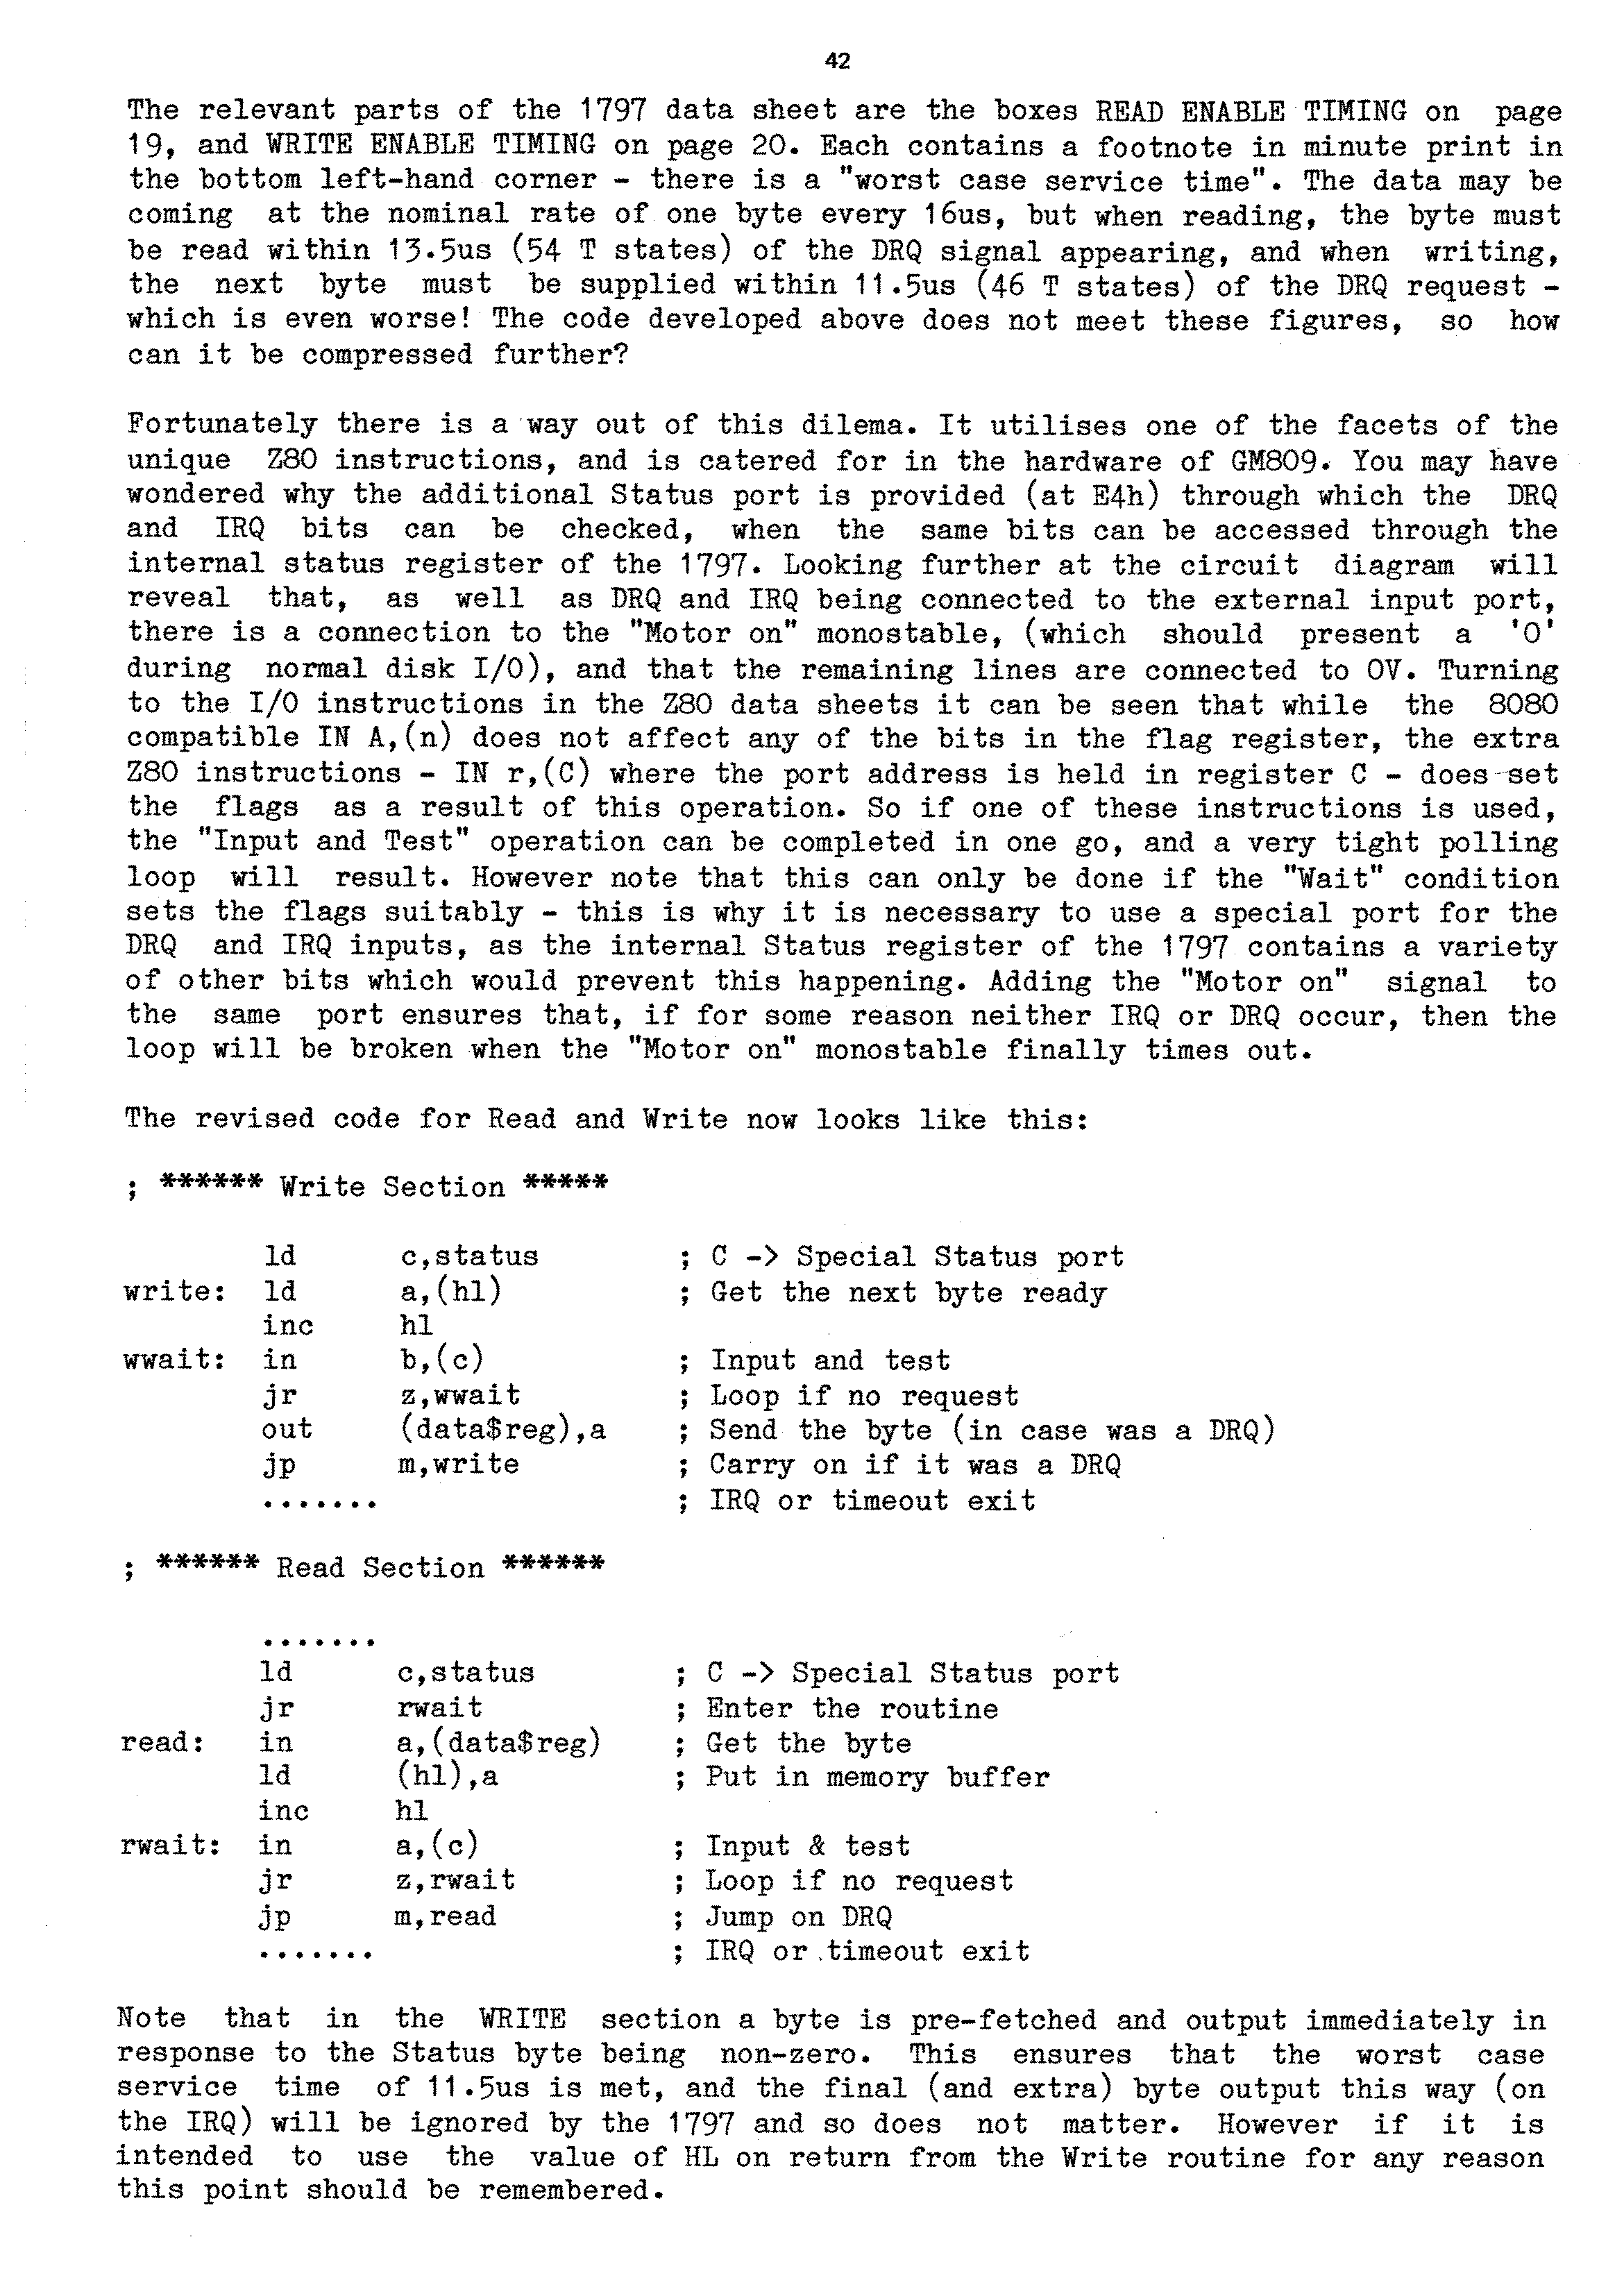 42
The relevant parts of the 1797 data sheet are the boxes READ ENABLE TIMING on page
19, and WRITE ENABLE TIMING on page 20. Each contains a footnote in minute print in
the bottom left-hand corner - there is a "worst case service time". The data may be
coming at the nominal rate of one byte every 16us, but when reading, the byte must
be read within 13.5us (54 T states) of the DRQ signal appearing, and when writing,
the next byte must be supplied within 11.5us (46 T states) of the DRQ request -
which is even worse! The code developed above does not meet these figures, so how
can it be compressed further?
Fortunately there is a way out of this dilema. It utilises one of the facets of the
unique Z80 instructions, and is catered for in the hardware of GM809. You may have
wondered why the additional Status port is provided (at E4h) through which the DRQ
and IRQ bits can be checked, when the same bits can be accessed through the
internal status register of the 1797. Looking further at the circuit diagram will
reveal that, as well as DRQ and IRQ being connected to the external input port,
there is a connection to the "Motor on" monostable, (which should present a '0'
during normal disk I/O), and that the remaining lines are connected to 0V. Turning
to the I/O instructions in the Z80 data sheets it can be seen that while the 8080
compatible IN A,(n) does not affect any of the bits in the flag register, the extra
Z80 instructions - IN r,(C) where the port address is held in register C - does set
the flags as a result of this operation. So if one of these instructions is used,
the "Input and Test" operation can be completed in one go, and a very tight polling
loop will result. However note that this can only be done if the "Wait" condition
sets the flags suitably - this is why it is necessary to use a special port for the
DRQ and IRQ inputs, as the internal Status register of the 1797 contains a variety
of other bits which would prevent this happening. Adding the "Motor on" signal to
the same port ensures that, if for some reason neither IRQ or DRQ occur, then the
loop will be broken when the "Motor on" monostable finally times out.
The revised code for Read and Write now looks like this:
; ****** Write Section *****
ld c,status ; C -> Special Status port
write: ld a,(hl) ; Get the next byte ready
inc hl
wwait: in b,(c) ; Input and test
jr z,wwait ; Loop if no request
out (data$reg),a ; Send the byte (in case was a DRQ)
jp m,write ; Carry on if it was a DRQ
....... ; IRQ or timeout exit
; ****** Read Section ******
.......
ld c,status ; C -> Special Status port
jr rwait ; Enter the routine
read: in a,(data$reg) ; Get the byte
ld (hl),a ; Put in memory buffer
inc hl
rwait: in a,(c) ; Input & test
jr z,rwait ; Loop if no request
jp m,read ; Jump on DRQ
....... ; IRQ or timeout exit
Note that in the WRITE section a byte is pre-fetched and output immediately in
response to the Status byte being non-zero. This ensures that the worst case
service time of 11.5us is met, and the final (and extra) byte output this way (on
the IRQ) will be ignored by the 1797 and so does not matter. However if it is
intended to use the value of HL on return from the Write routine for any reason
this point should be remembered.